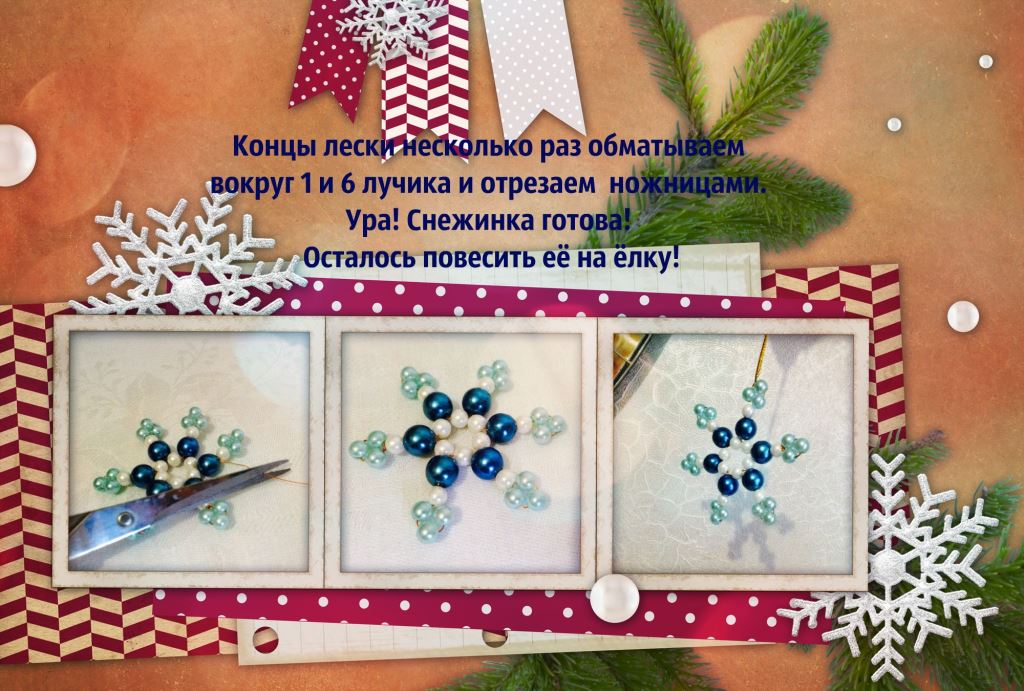 Концы лески несколько раз обматываем
вокруг 1 и 6 лучика и отрезаем ножницами.
Ура! Снежинка готова!
Осталось повесить её на ёлку!